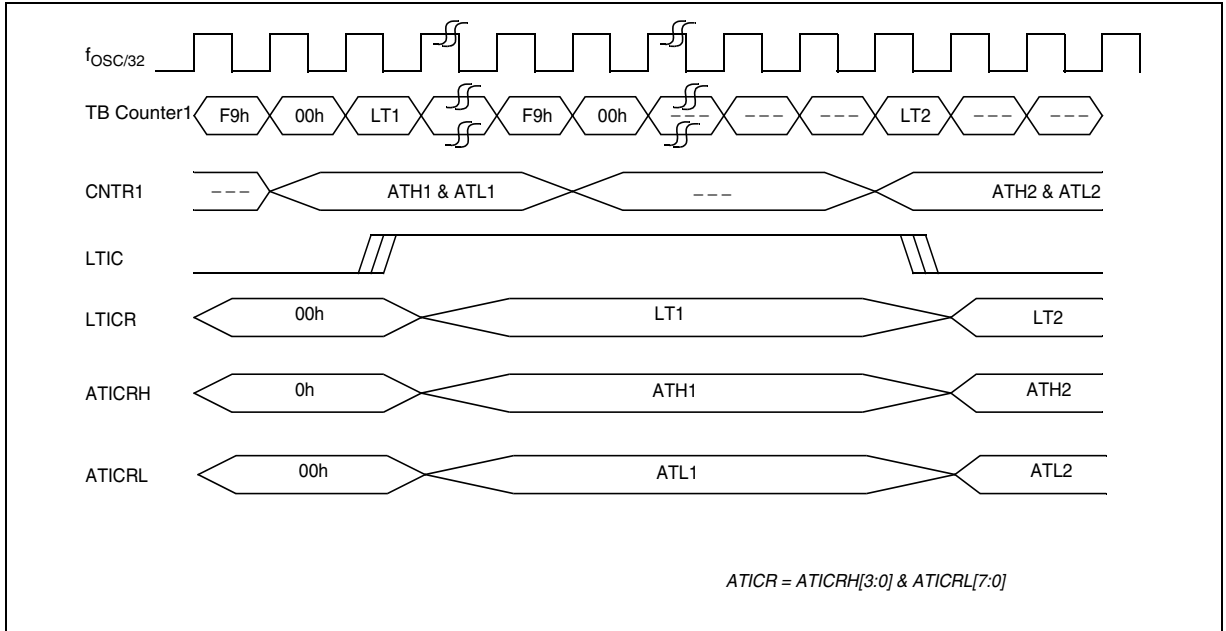 fOSC/32
TB Counter1 F9h 00h LT1 F9h 00h --- --- --- LT2 --- ---
CNTR1 --- ATH1 & ATL1 --- ATH2 & ATL2
LTIC
LTICR 00h LT1 LT2
ATICRH 0h ATH1 ATH2
ATICRL 00h ATL1 ATL2
ATICR = ATICRH[3:0] & ATICRL[7:0]